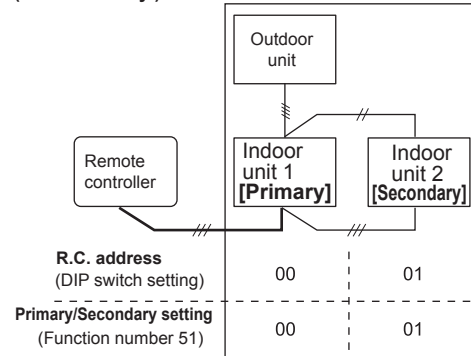 Outdoor
unit
Remote
controller
Indoor
unit 1
[Primary]
Indoor
unit 2
[Secondary]
R.C. address
(DIP switch setting)
00
01
Primary/Secondary setting
(Function number 51)
00
01